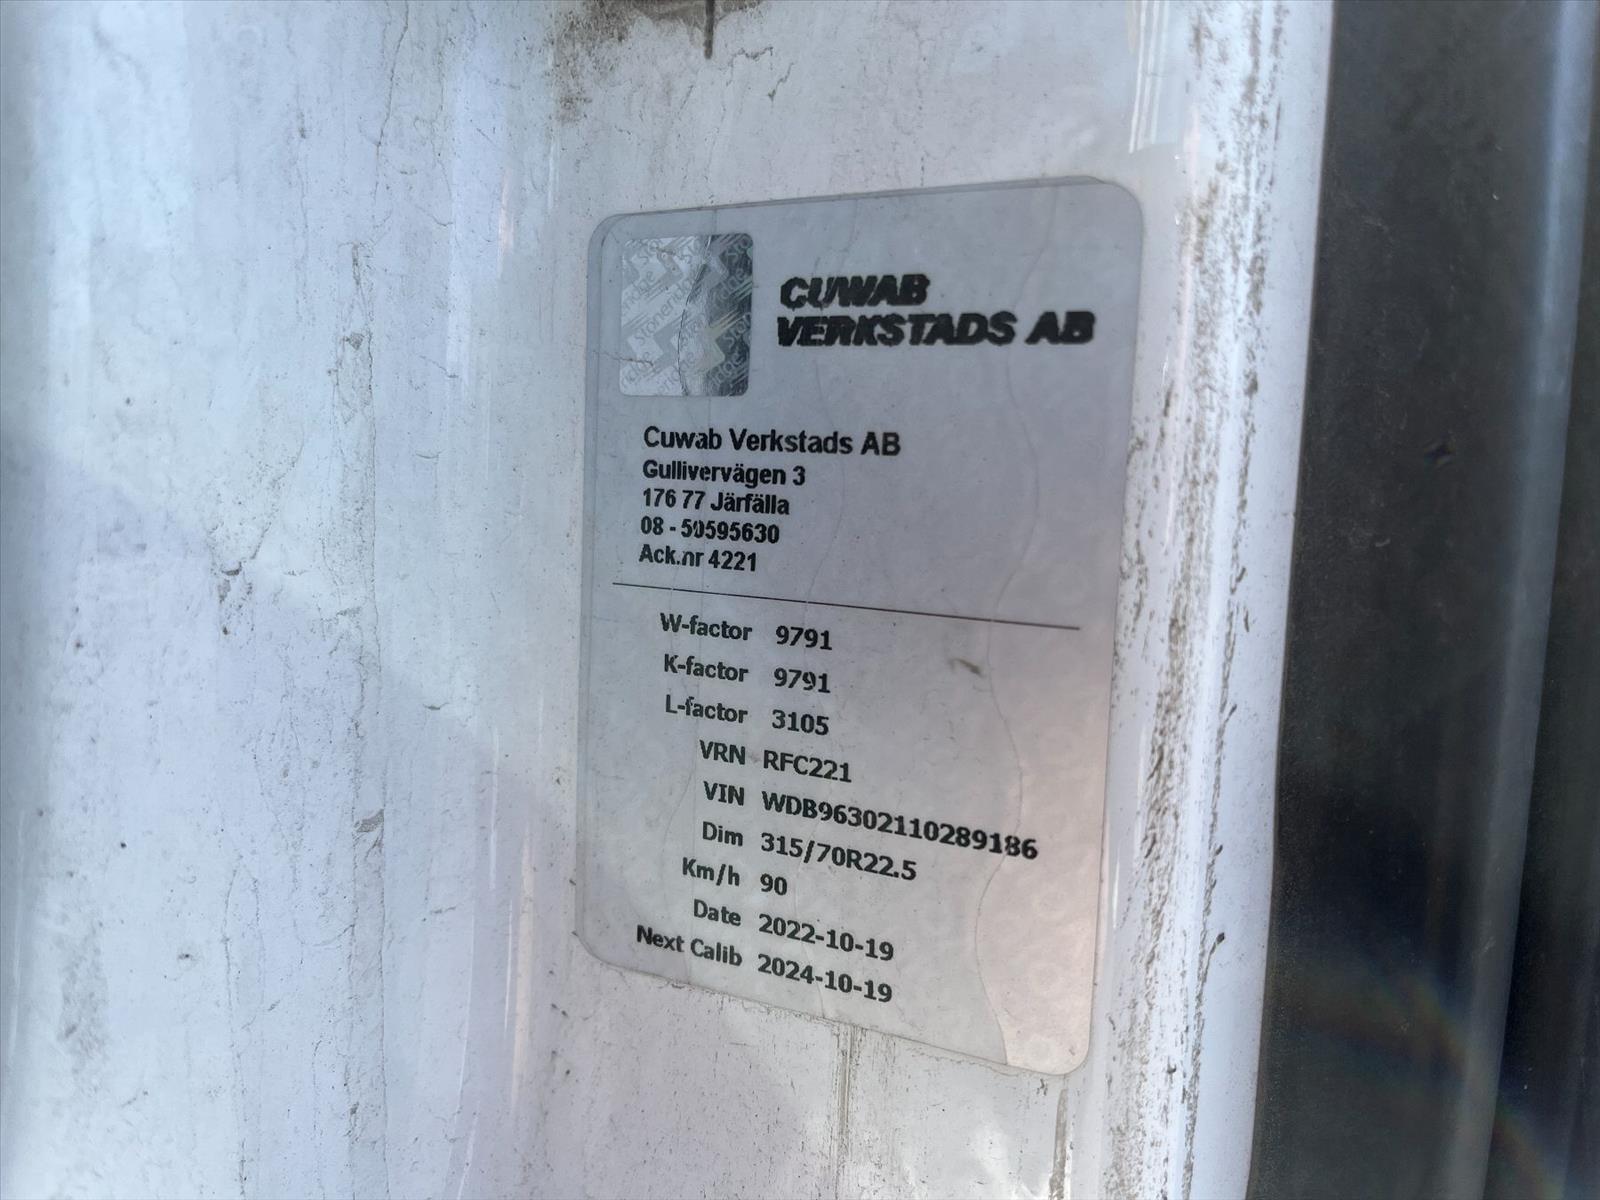 CUWAB
VERKSTADS AB
Cuwab Verkstads AB
Gullivervägen 3
176 77 Järfälla
08 - 50595630
Ack.nr 4221
W-factor 9791
K-factor 9791
L-factor 3105
VRN RFC221
VIN WDB96302110289186
Dim 315/70R22.5
Km/h 90
Date 2022-10-19
Next Calib 2024-10-19